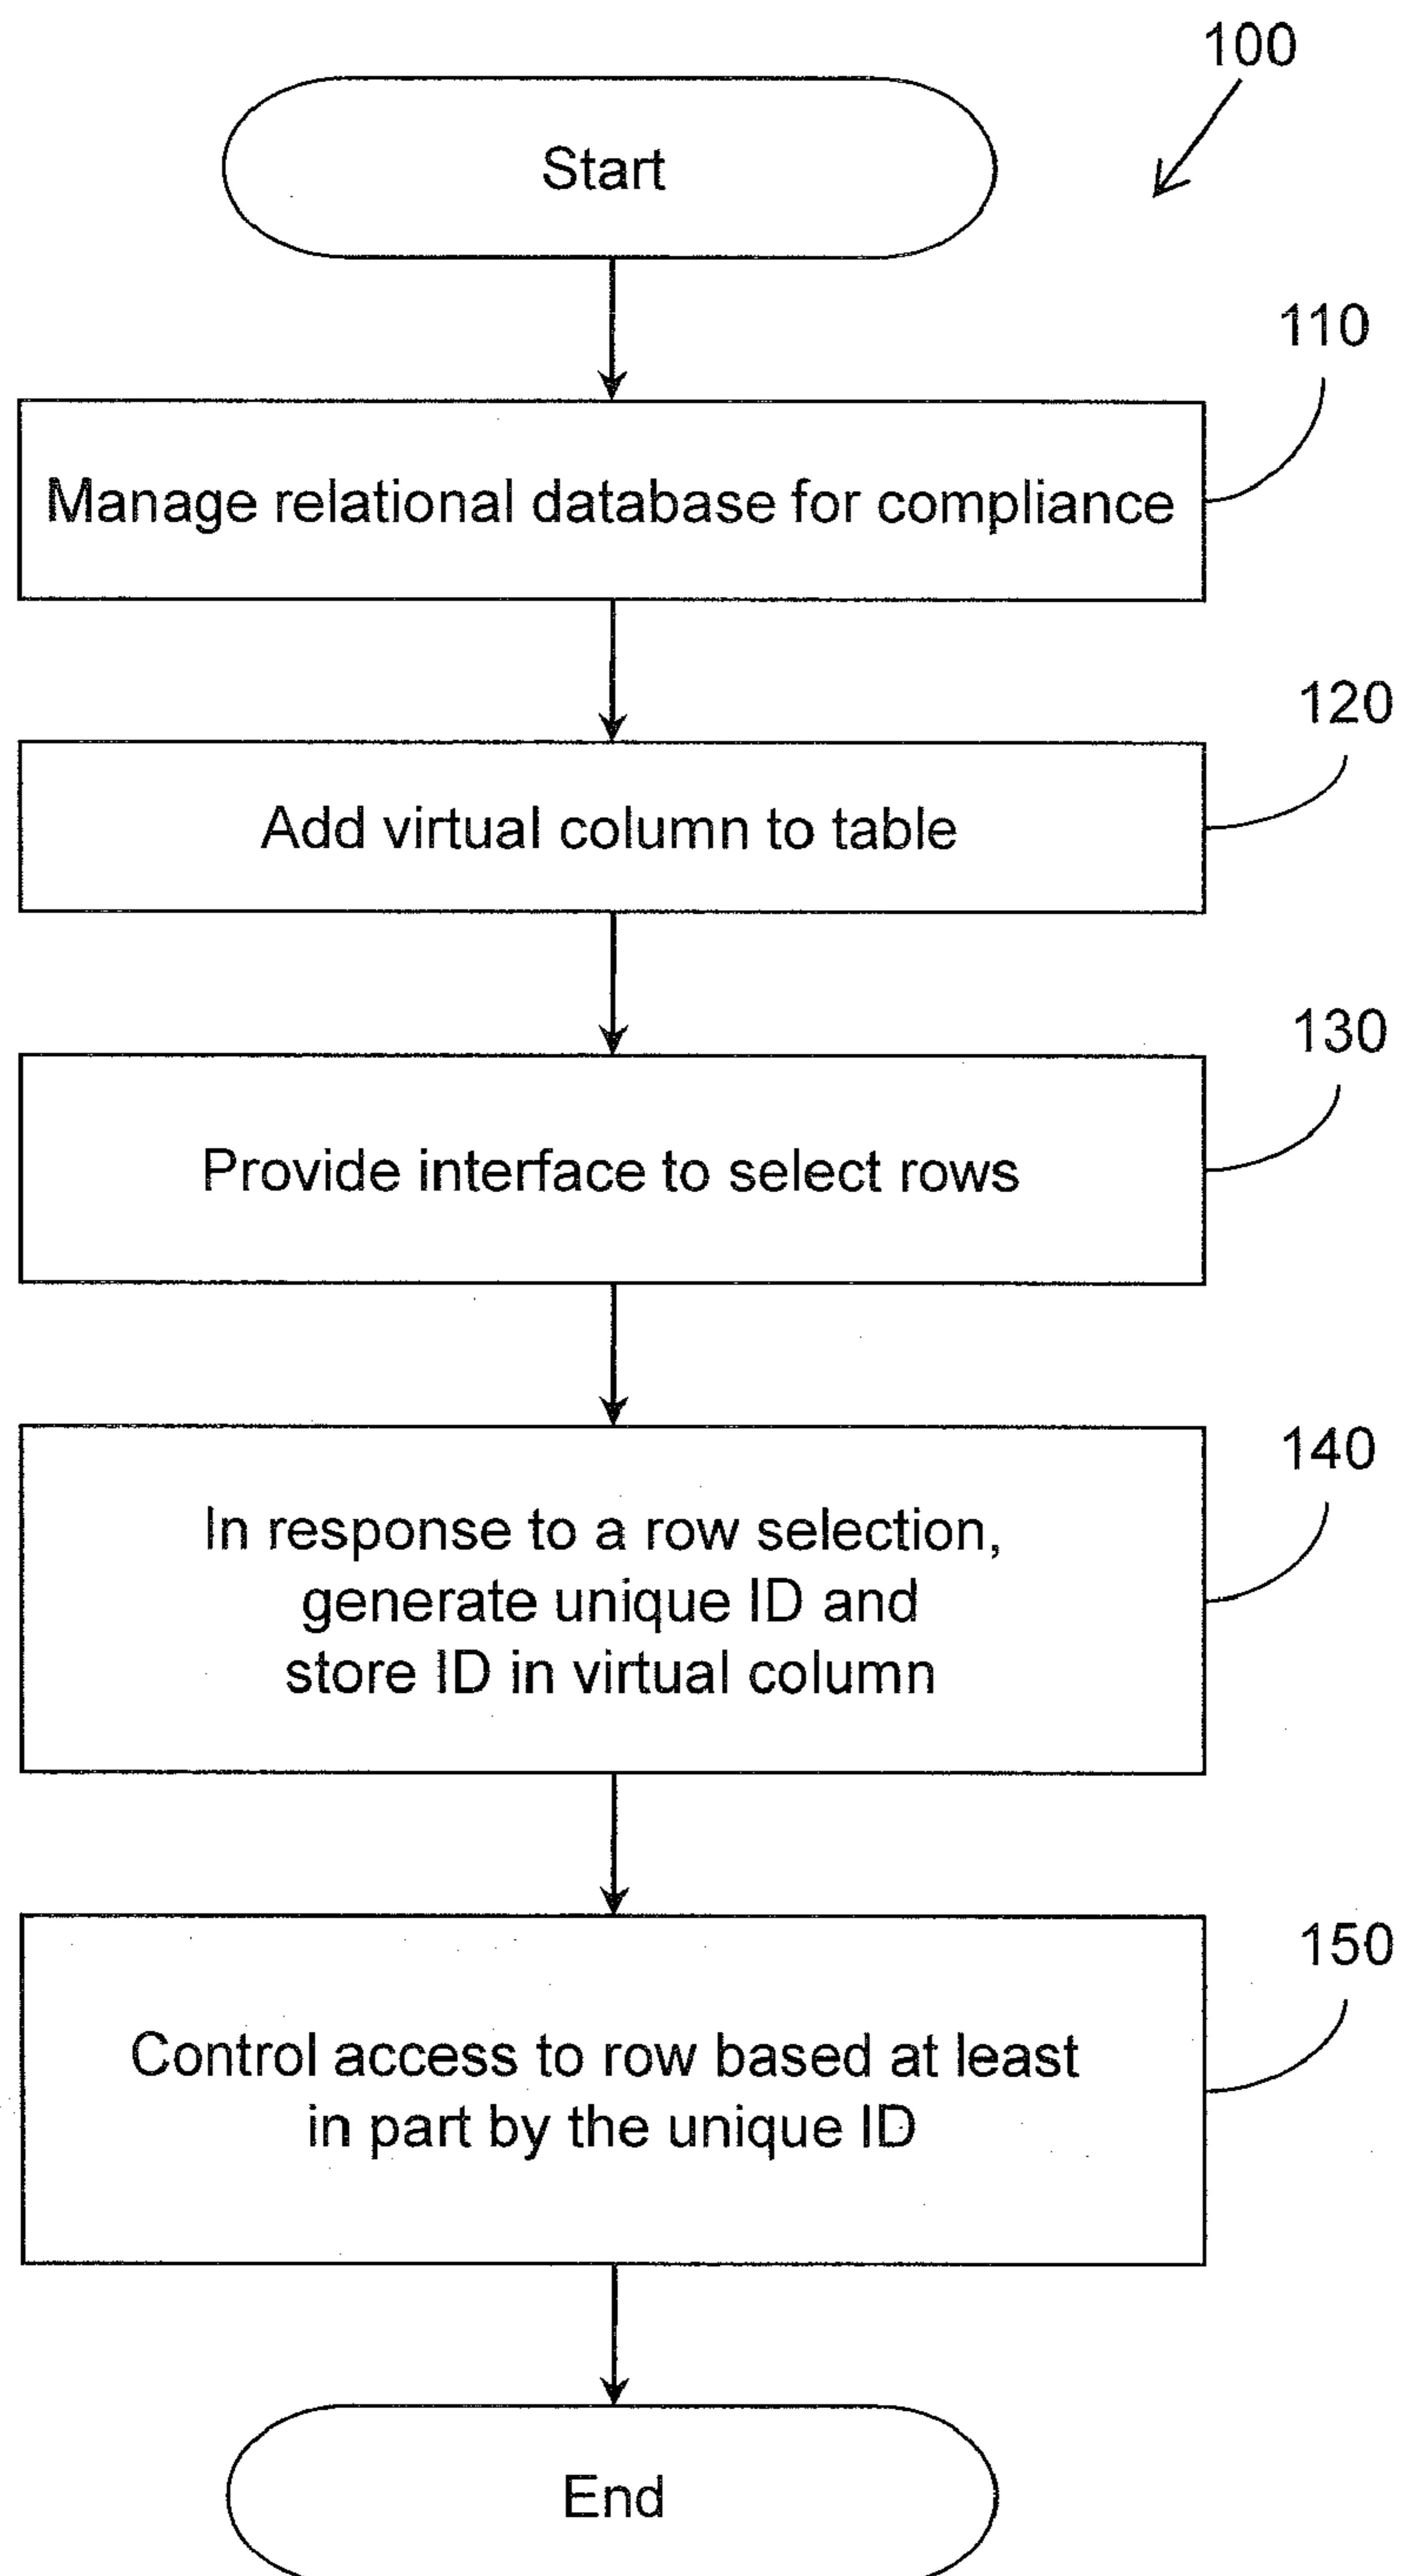 100
Start
110
Manage relational database for compliance
120
Add virtual column to table
130
Provide interface to select rows
140
In response to a row selection,
generate unique ID and
store ID in virtual column
150
Control access to row based at least
in part by the unique ID
End